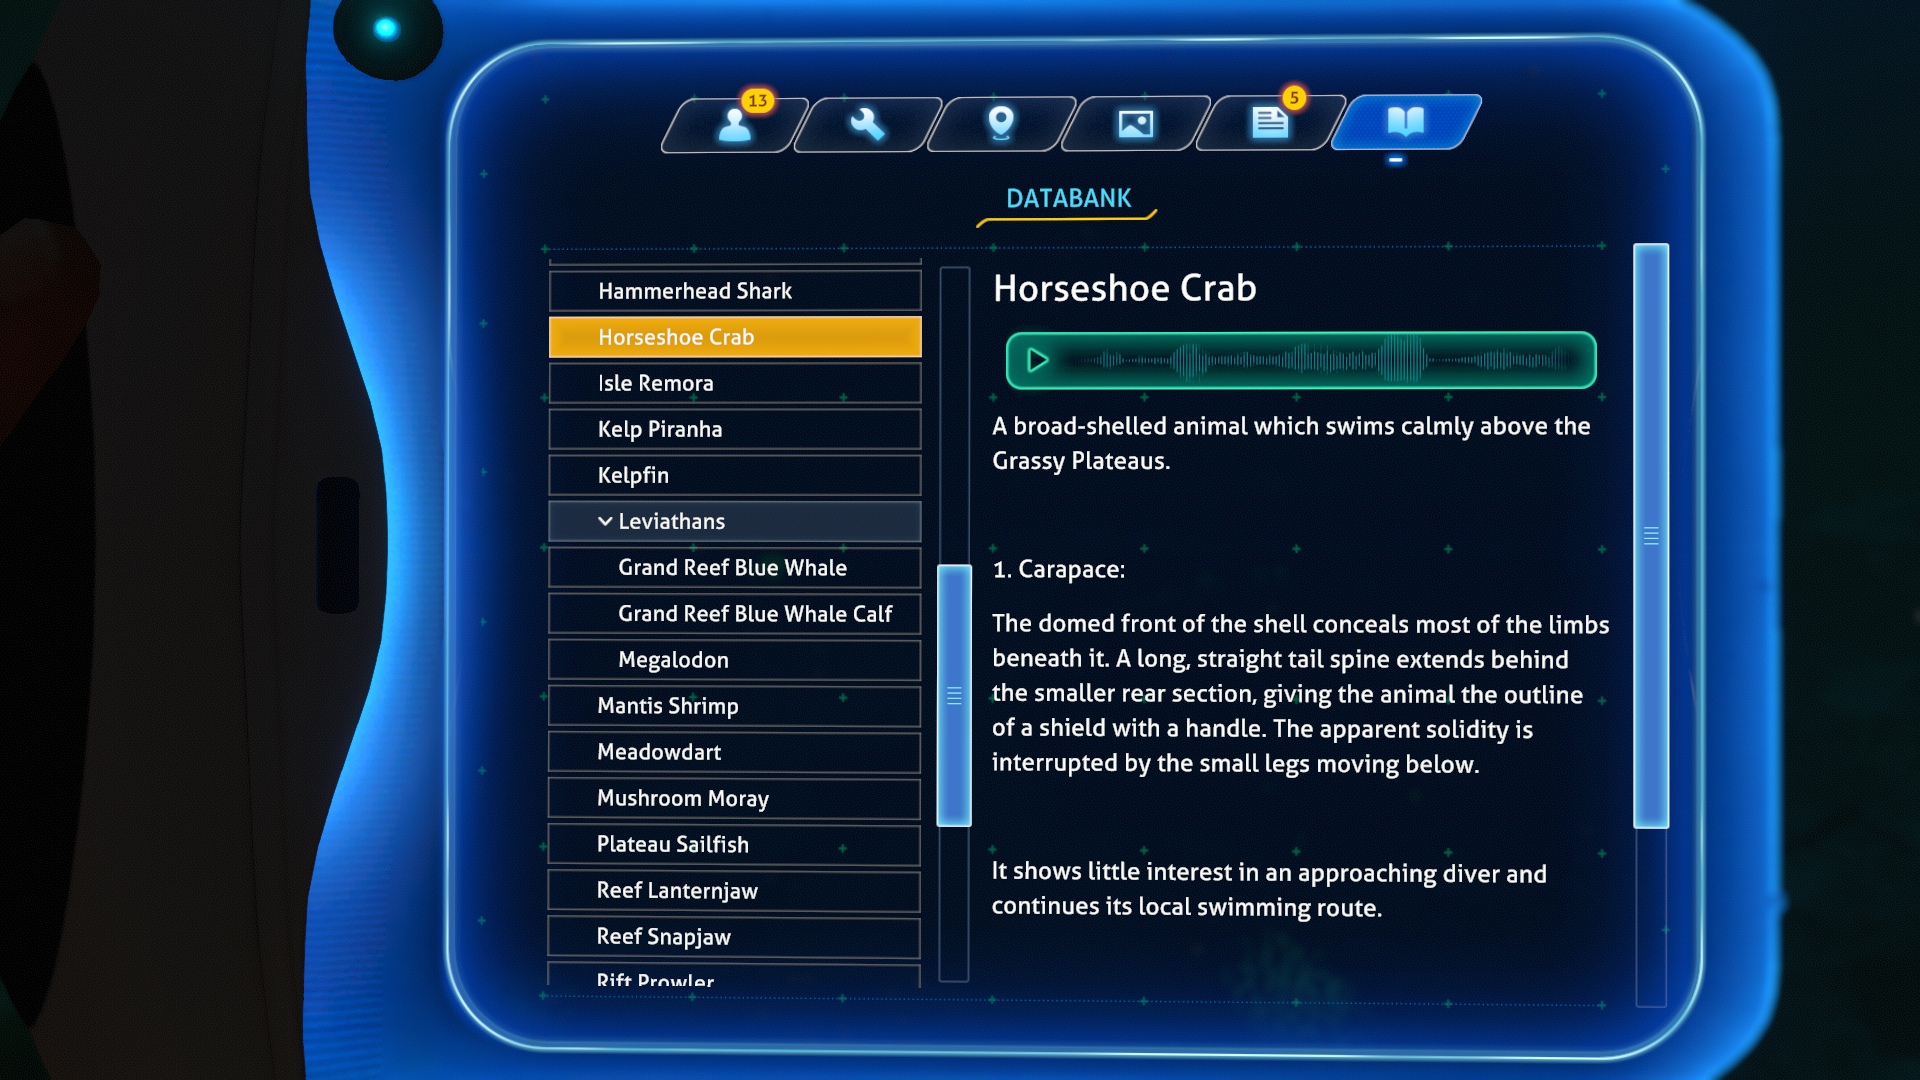 13
5
DATABANK
Hammerhead Shark
Horseshoe Crab
Isle Remora
Kelp Piranha
Kelpfin
Leviathans
Grand Reef Blue Whale
Grand Reef Blue Whale Calf
Megalodon
Mantis Shrimp
Meadowdart
Mushroom Moray
Plateau Sailfish
Reef Lanternjaw
Reef Snapjaw
Rift Prowler
Horseshoe Crab
A broad-shelled animal which swims calmly above the
Grassy Plateaus.
1. Carapace:
The domed front of the shell conceals most of the limbs
beneath it. A long, straight tail spine extends behind
the smaller rear section, giving the animal the outline
of a shield with a handle. The apparent solidity is
interrupted by the small legs moving below.
It shows little interest in an approaching diver and
continues its local swimming route.